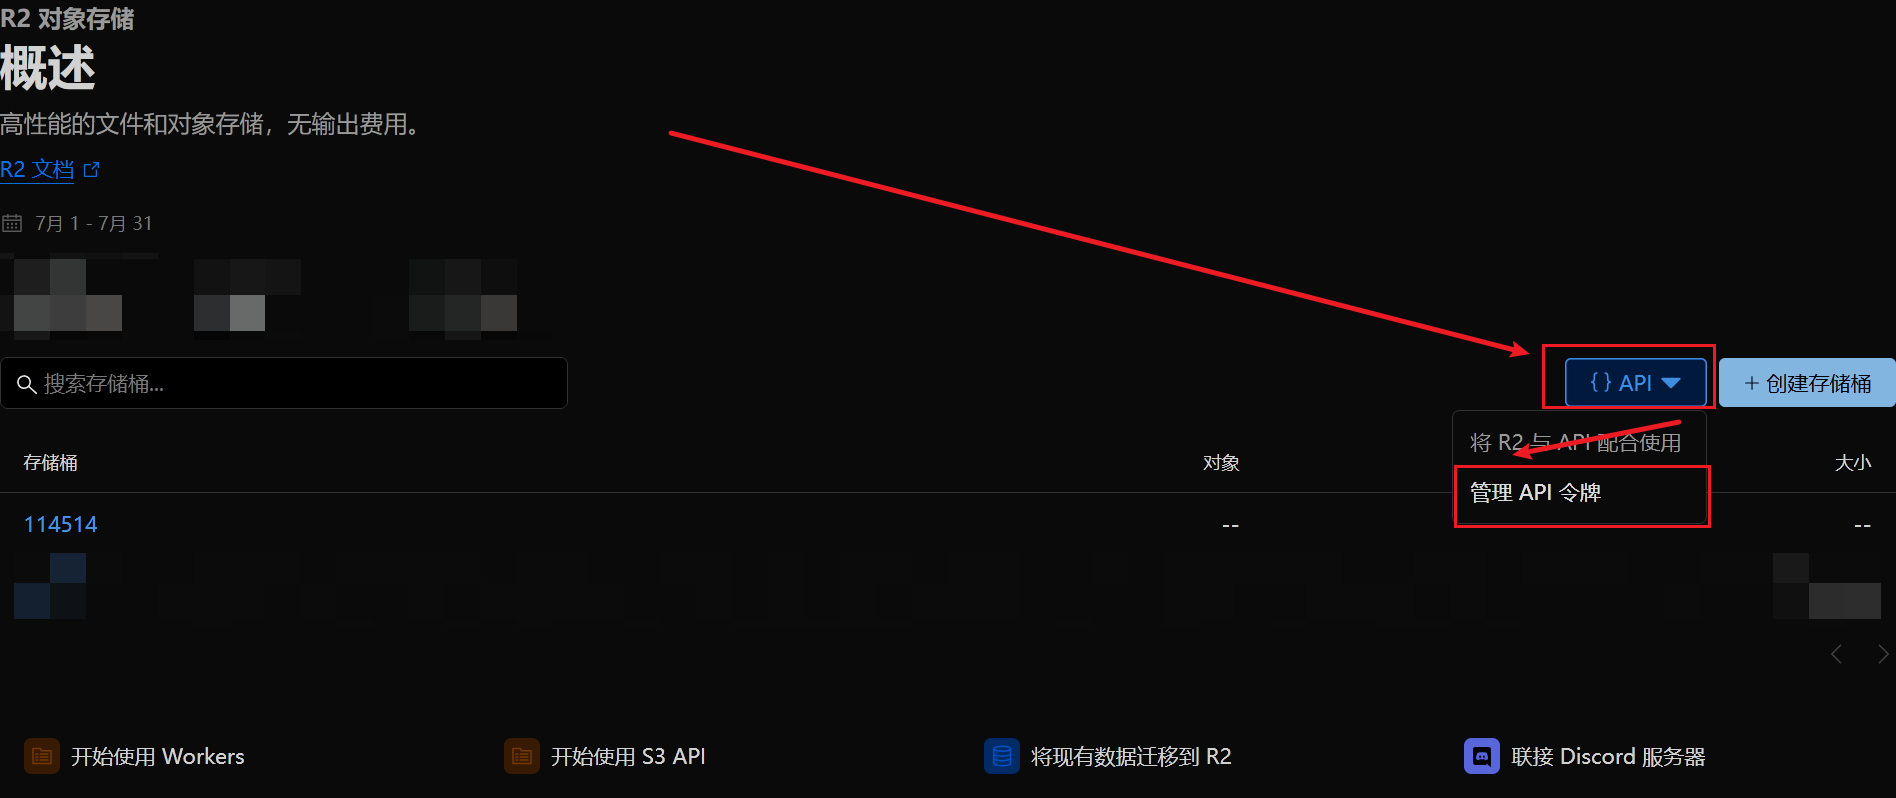 R2 对象存储
概述
高性能的文件和对象存储，无输出费用。
R2 文档
7月 1 - 7月 31
搜索存储桶...
{ } API
+ 创建存储桶
将 R2 与 API 配合使用
管理 API 令牌
存储桶 对象 大小
114514 -- --
开始使用 Workers
开始使用 S3 API
将现有数据迁移到 R2
联接 Discord 服务器